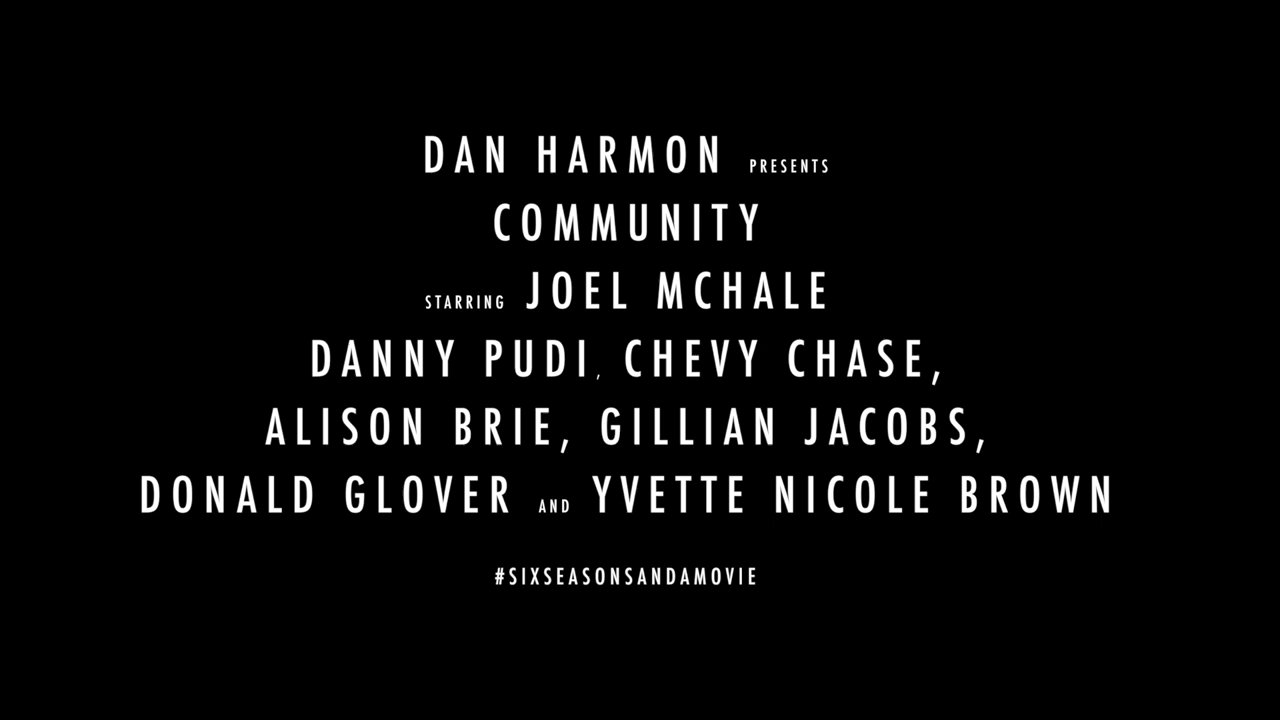 DAN HARMON PRESENTS
COMMUNITY
STARRING JOEL MCHALE
DANNY PUDI, CHEVY CHASE,
ALISON BRIE, GILLIAN JACOBS,
DONALD GLOVER AND YVETTE NICOLE BROWN
#SIXSEASONSANDAMOVIE